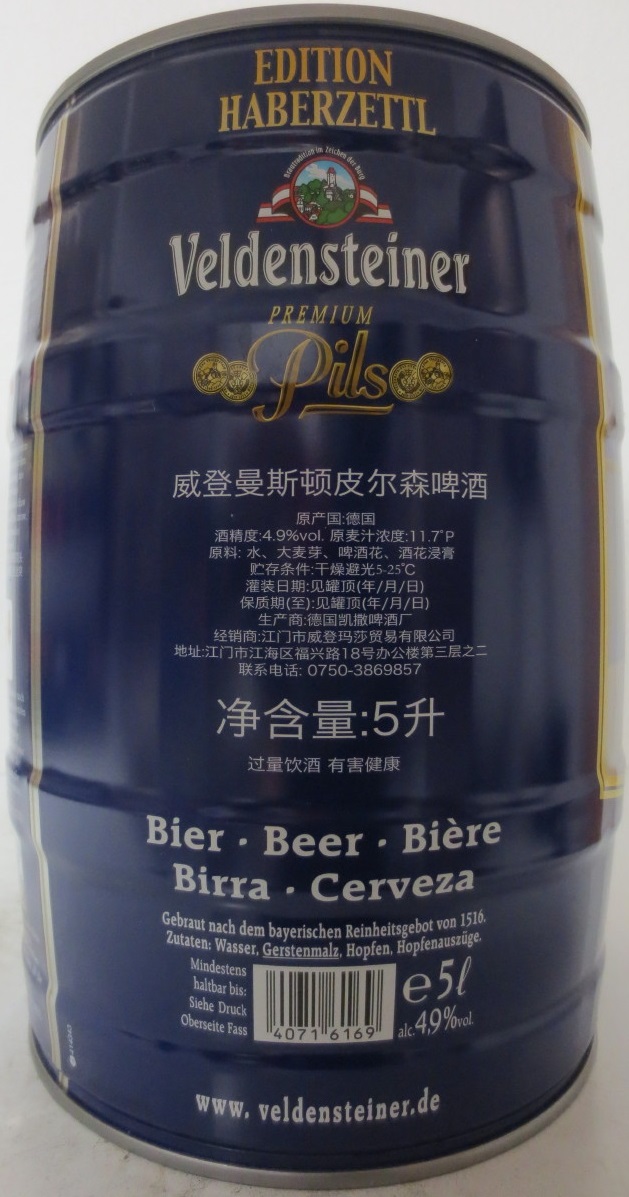 EDITION
HABERZETTL
Brautradition im Zeichen der Burg
Veldensteiner
PREMIUM
Pils
威登曼斯顿皮尔森啤酒
原产国:德国
酒精度:4.9%vol. 原麦汁浓度:11.7°P
原料: 水、大麦芽、啤酒花、酒花浸膏
贮存条件:干燥避光5-25℃
灌装日期:见罐顶(年/月/日)
保质期(至):见罐顶(年/月/日)
生产商:德国凯撒啤酒厂
经销商:江门市威登玛莎贸易有限公司
地址:江门市江海区福兴路18号办公楼第三层之二
联系电话: 0750-3869857
净含量:5升
过量饮酒 有害健康
Bier · Beer · Bière
Birra · Cerveza
Gebraut nach dem bayerischen Reinheitsgebot von 1516.
Zutaten: Wasser, Gerstenmalz, Hopfen, Hopfenauszüge.
Mindestens
haltbar bis:
Siehe Druck
Oberseite Fass
4071 6169
e 5ℓ
alc. 4,9% vol.
www. veldensteiner.de